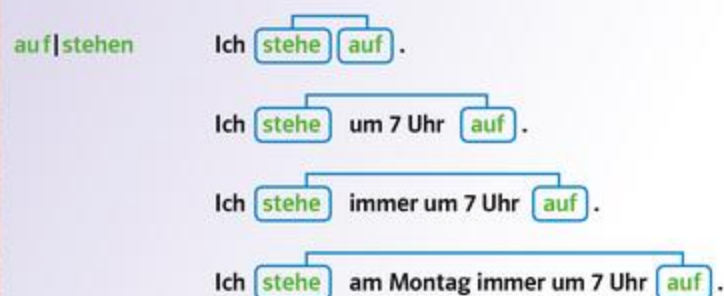 auf|stehen Ich stehe auf.
Ich stehe um 7 Uhr auf.
Ich stehe immer um 7 Uhr auf.
Ich stehe am Montag immer um 7 Uhr auf.